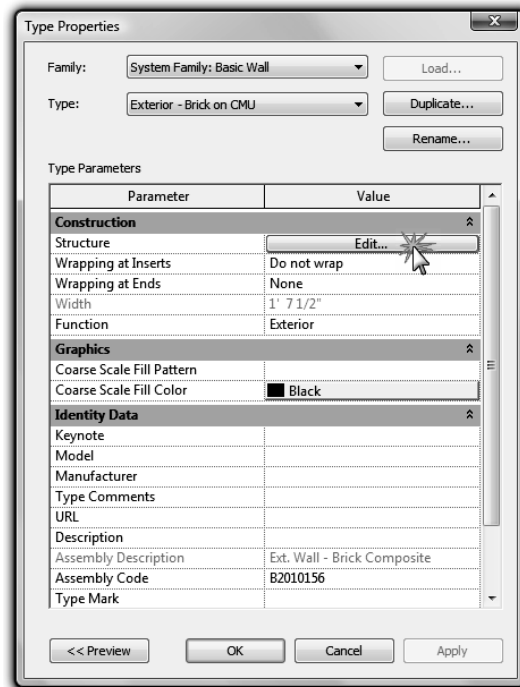 Type Properties
Family: System Family: Basic Wall Load...
Type: Exterior - Brick on CMU Duplicate...
Rename...
Type Parameters
Parameter Value
Construction
Structure Edit...
Wrapping at Inserts Do not wrap
Wrapping at Ends None
Width 1' 7 1/2"
Function Exterior
Graphics
Coarse Scale Fill Pattern
Coarse Scale Fill Color Black
Identity Data
Keynote
Model
Manufacturer
Type Comments
URL
Description
Assembly Description Ext. Wall - Brick Composite
Assembly Code B2010156
Type Mark
<< Preview OK Cancel Apply